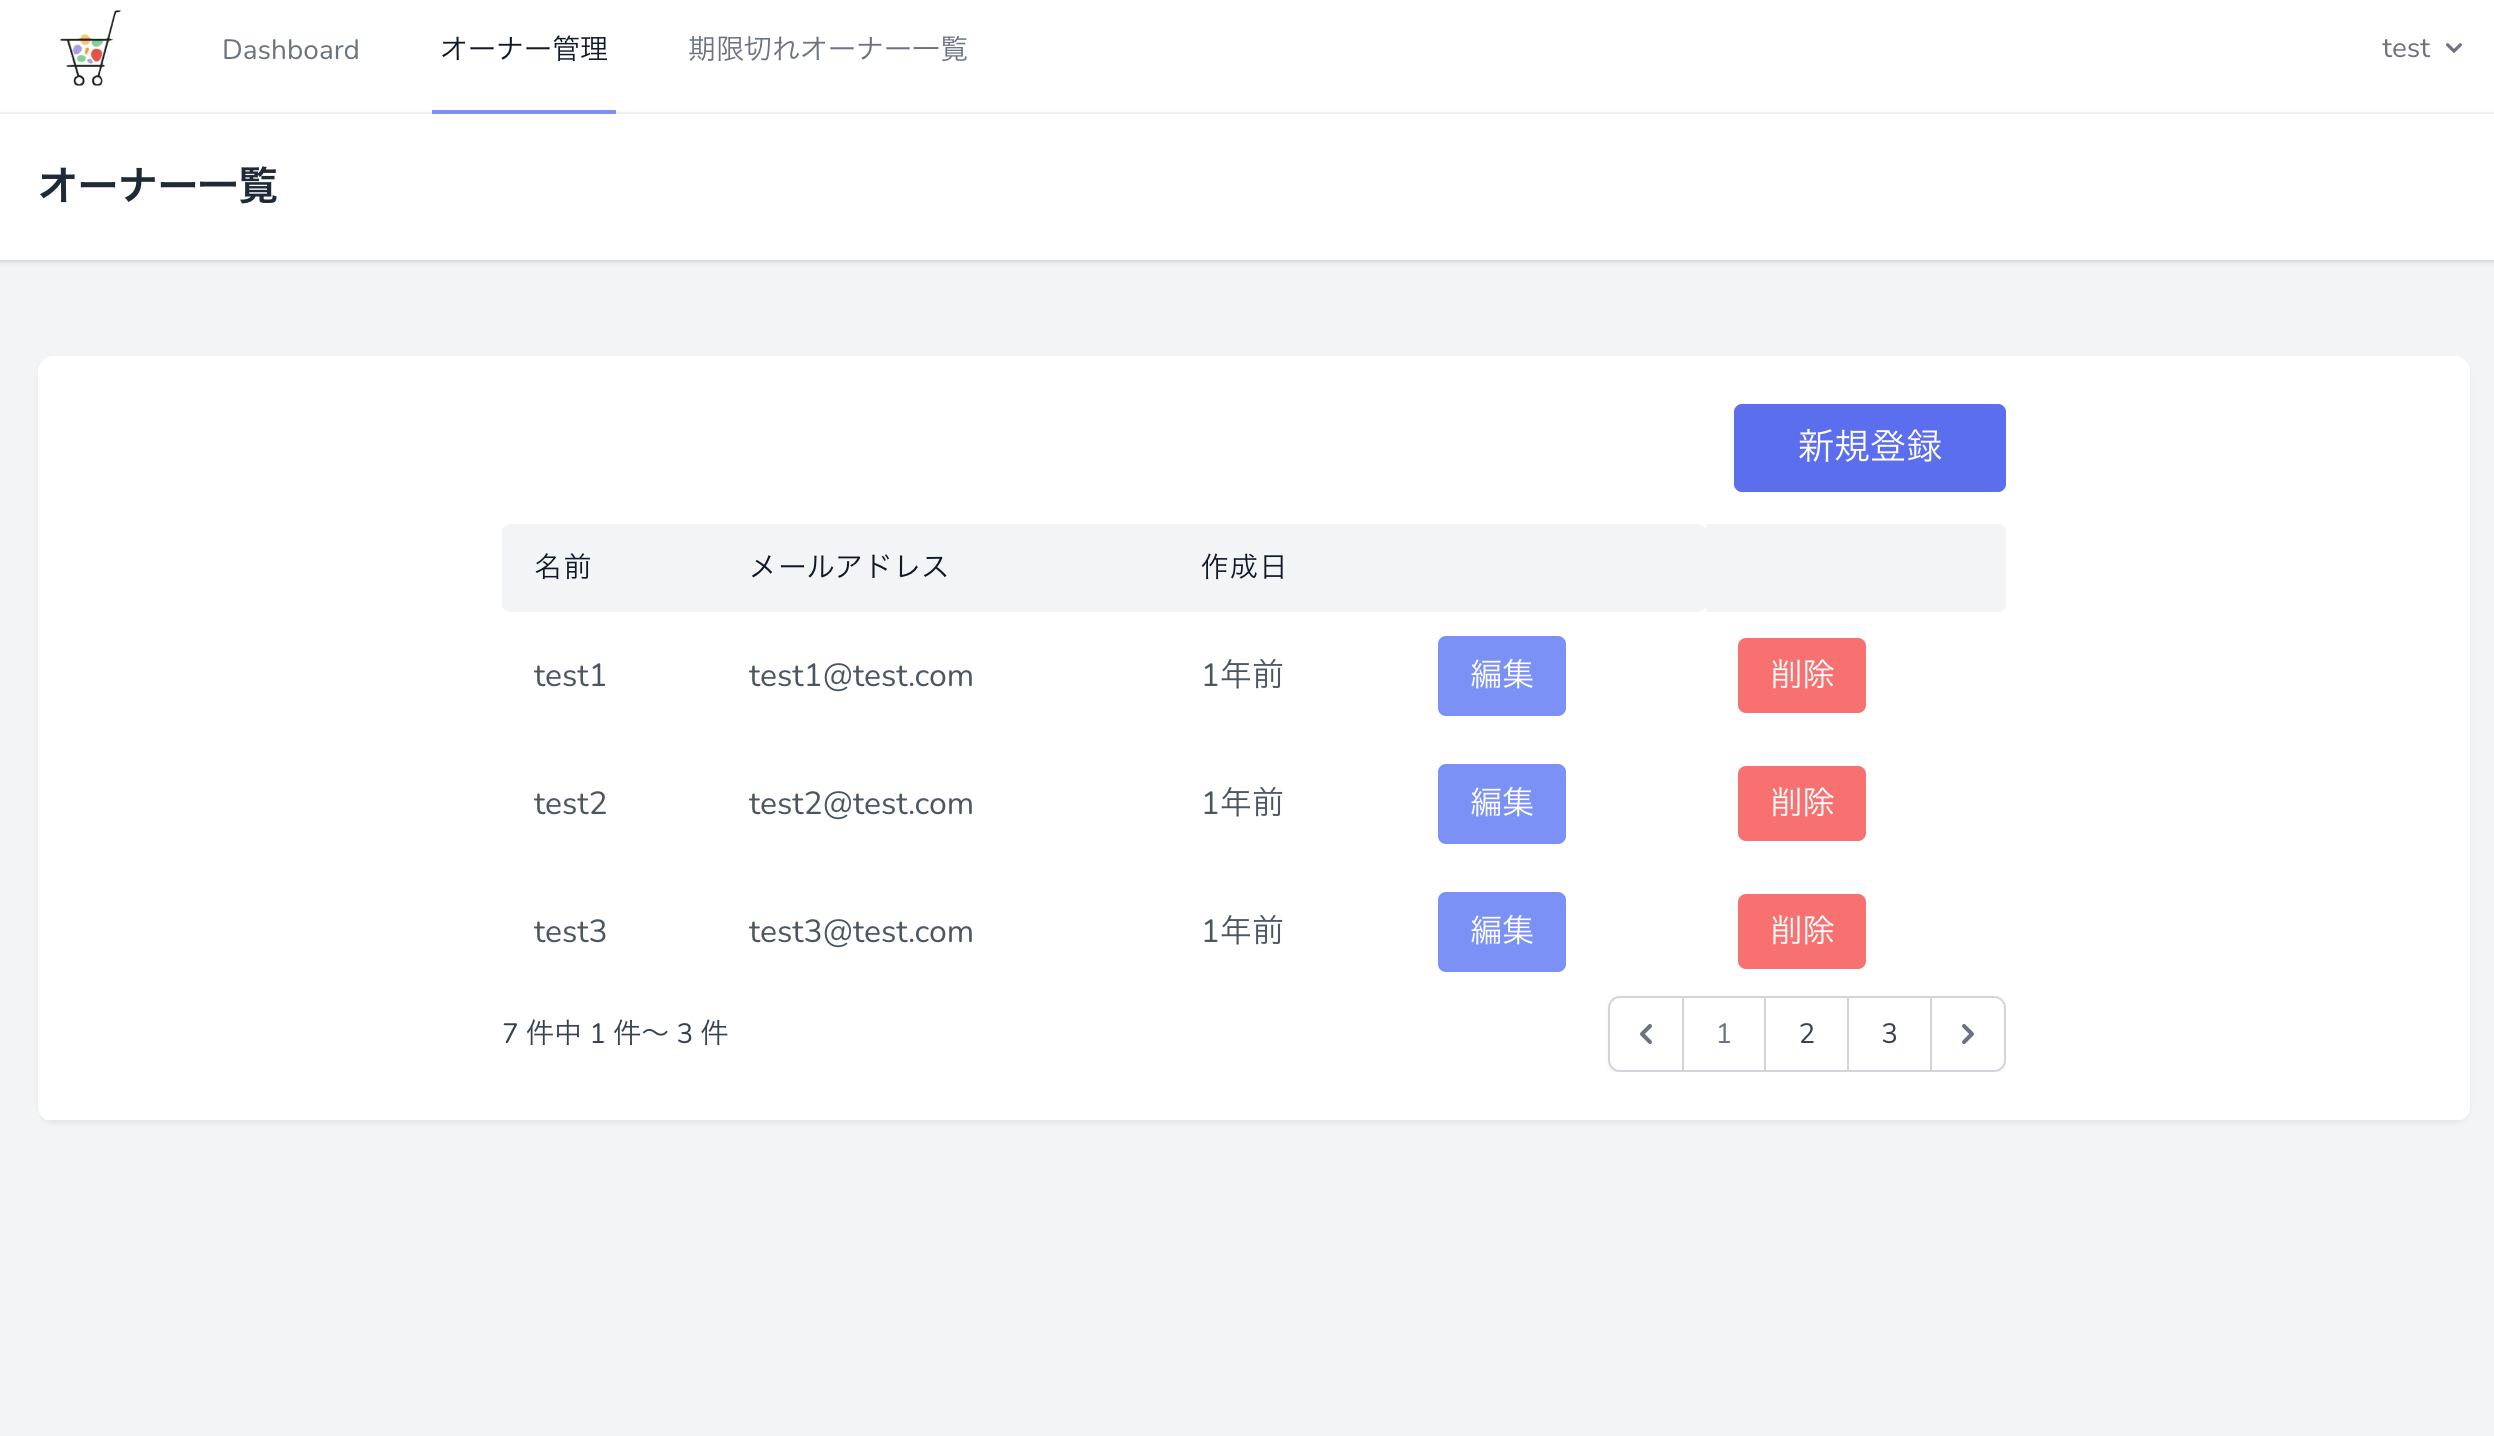 Dashboard オーナー管理 期限切れオーナー一覧 test
オーナー一覧
新規登録
名前 メールアドレス 作成日
test1 test1@test.com 1年前 編集 削除
test2 test2@test.com 1年前 編集 削除
test3 test3@test.com 1年前 編集 削除
7 件中 1 件〜 3 件 1 2 3